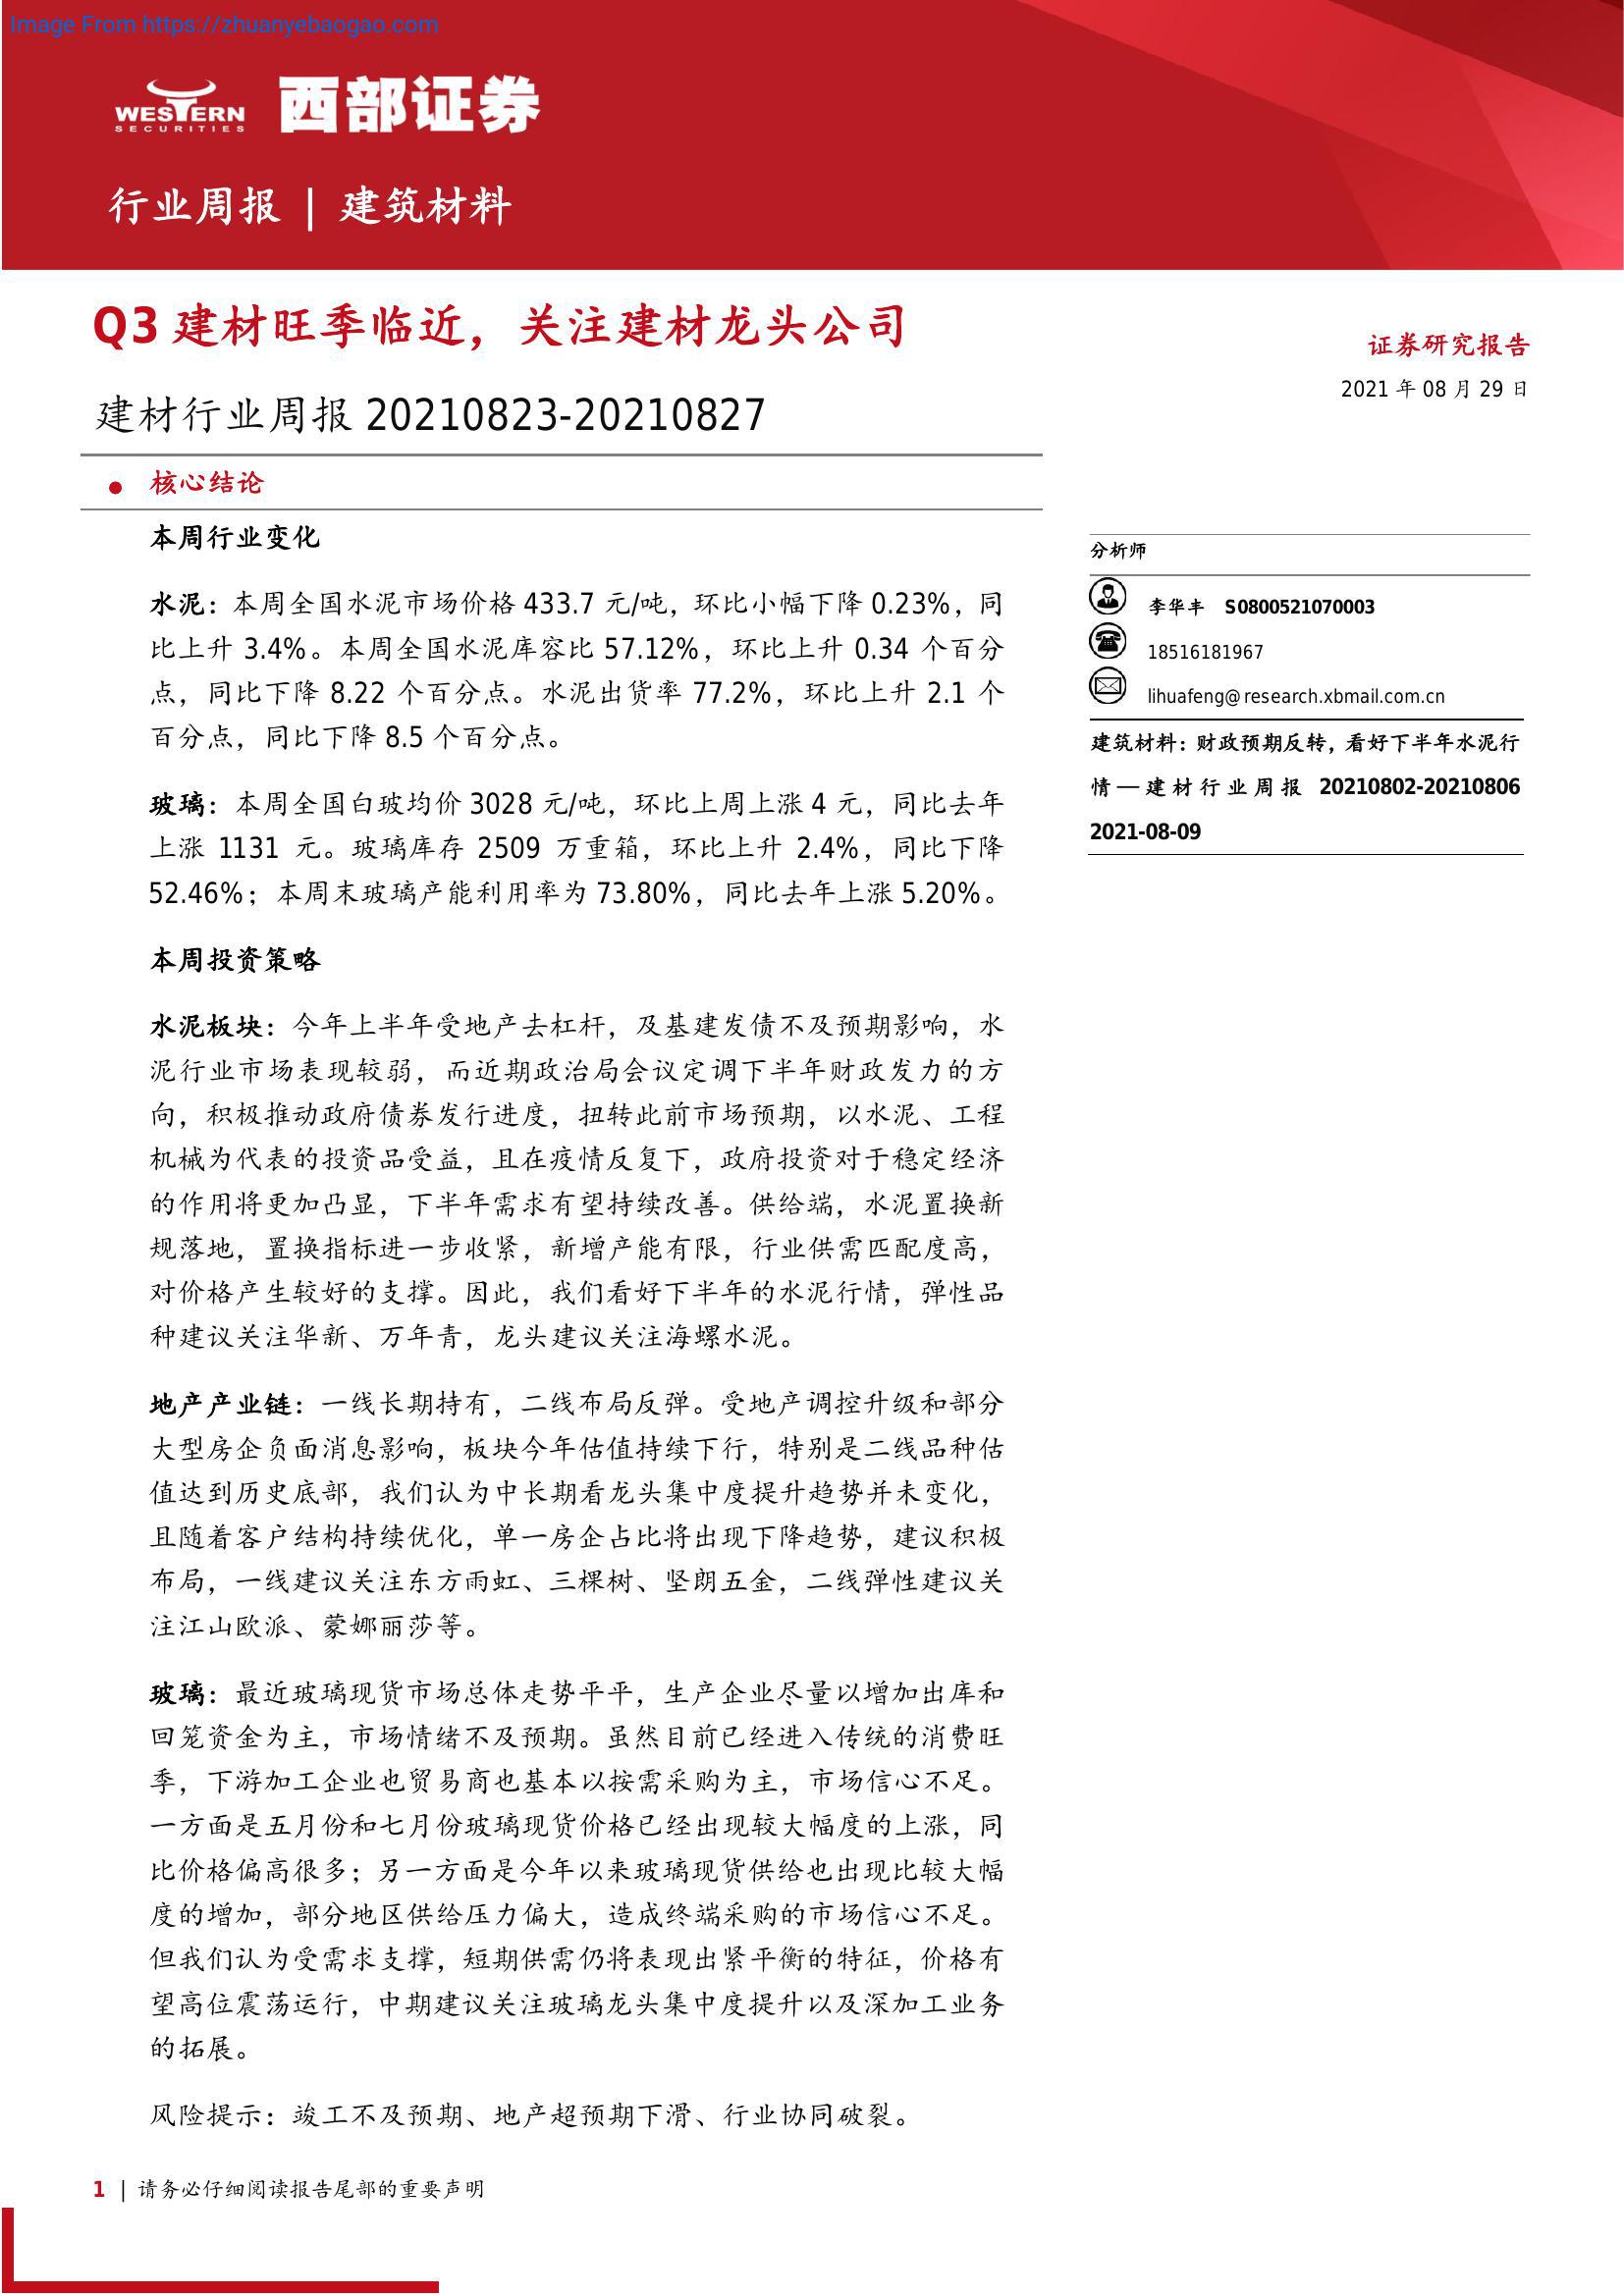 Image From https://zhuanyebaogao.com
WESTERN
SECURITIES
西部证券
行业周报 | 建筑材料
Q3 建材旺季临近，关注建材龙头公司
建材行业周报 20210823-20210827
证券研究报告
2021 年 08 月 29 日
● 核心结论
本周行业变化
水泥：本周全国水泥市场价格 433.7 元/吨，环比小幅下降 0.23%，同
比上升 3.4%。本周全国水泥库容比 57.12%，环比上升 0.34 个百分
点，同比下降 8.22 个百分点。水泥出货率 77.2%，环比上升 2.1 个
百分点，同比下降 8.5 个百分点。
玻璃：本周全国白玻均价 3028 元/吨，环比上周上涨 4 元，同比去年
上涨 1131 元。玻璃库存 2509 万重箱，环比上升 2.4%，同比下降
52.46%；本周末玻璃产能利用率为 73.80%，同比去年上涨 5.20%。
本周投资策略
水泥板块：今年上半年受地产去杠杆，及基建发债不及预期影响，水
泥行业市场表现较弱，而近期政治局会议定调下半年财政发力的方
向，积极推动政府债券发行进度，扭转此前市场预期，以水泥、工程
机械为代表的投资品受益，且在疫情反复下，政府投资对于稳定经济
的作用将更加凸显，下半年需求有望持续改善。供给端，水泥置换新
规落地，置换指标进一步收紧，新增产能有限，行业供需匹配度高，
对价格产生较好的支撑。因此，我们看好下半年的水泥行情，弹性品
种建议关注华新、万年青，龙头建议关注海螺水泥。
地产产业链：一线长期持有，二线布局反弹。受地产调控升级和部分
大型房企负面消息影响，板块今年估值持续下行，特别是二线品种估
值达到历史底部，我们认为中长期看龙头集中度提升趋势并未变化，
且随着客户结构持续优化，单一房企占比将出现下降趋势，建议积极
布局，一线建议关注东方雨虹、三棵树、坚朗五金，二线弹性建议关
注江山欧派、蒙娜丽莎等。
玻璃：最近玻璃现货市场总体走势平平，生产企业尽量以增加出库和
回笼资金为主，市场情绪不及预期。虽然目前已经进入传统的消费旺
季，下游加工企业也贸易商也基本以按需采购为主，市场信心不足。
一方面是五月份和七月份玻璃现货价格已经出现较大幅度的上涨，同
比价格偏高很多；另一方面是今年以来玻璃现货供给也出现比较大幅
度的增加，部分地区供给压力偏大，造成终端采购的市场信心不足。
但我们认为受需求支撑，短期供需仍将表现出紧平衡的特征，价格有
望高位震荡运行，中期建议关注玻璃龙头集中度提升以及深加工业务
的拓展。
风险提示：竣工不及预期、地产超预期下滑、行业协同破裂。
分析师
李华丰 S0800521070003
18516181967
lihuafeng@research.xbmail.com.cn
建筑材料：财政预期反转，看好下半年水泥行
情—建材行业周报 20210802-20210806
2021-08-09
1 | 请务必仔细阅读报告尾部的重要声明